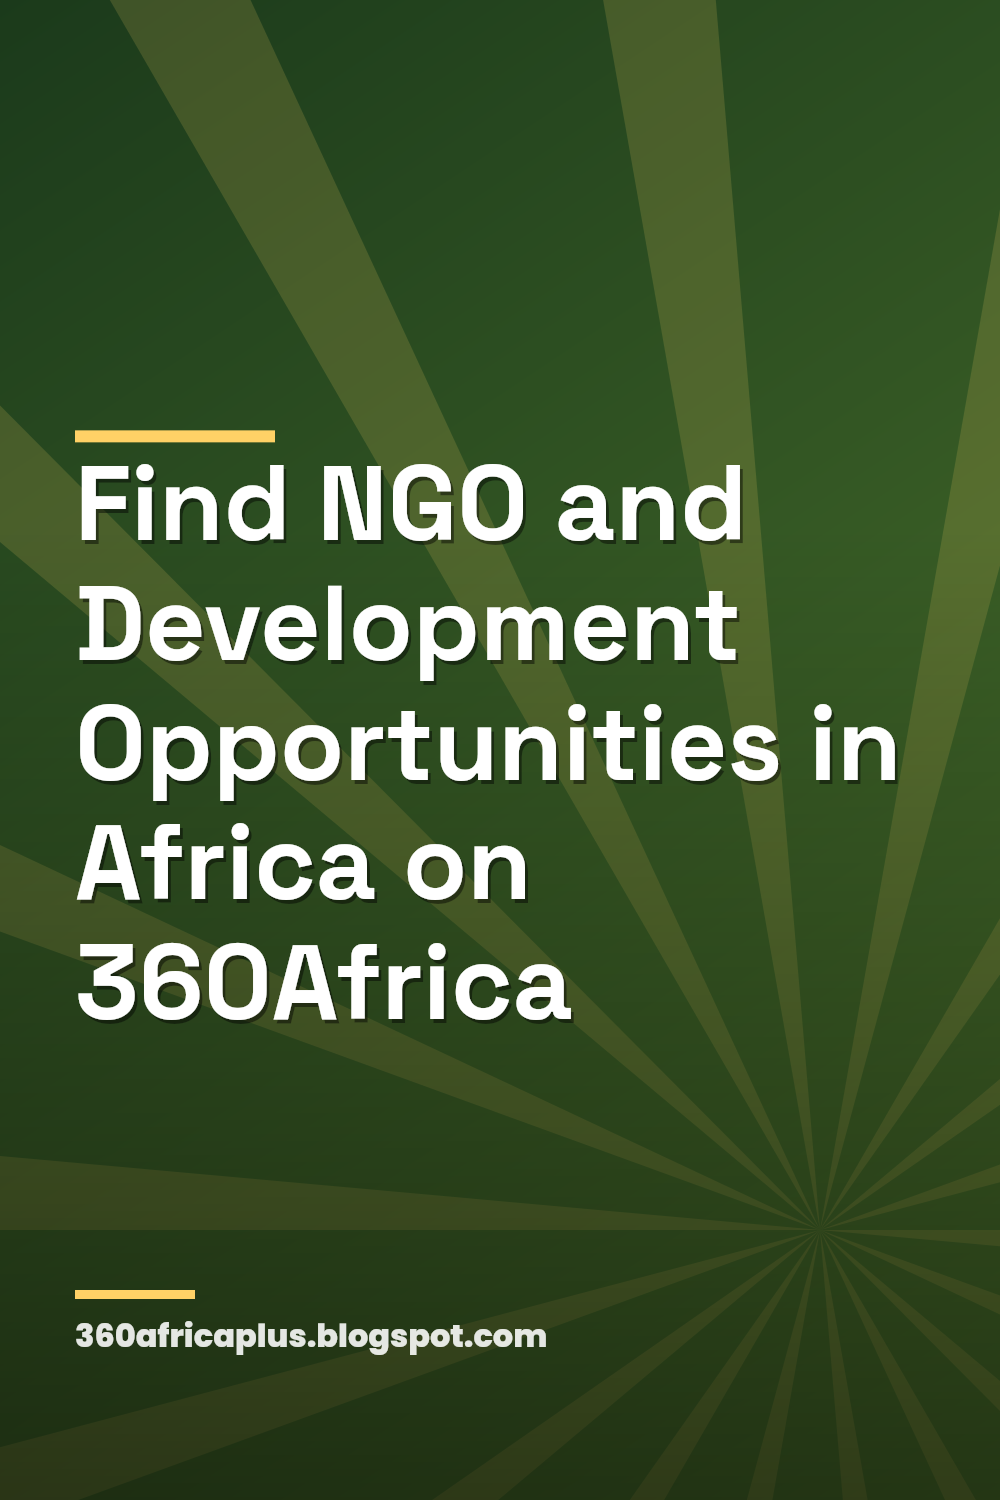 Find NGO and
Development
Opportunities in
Africa on
360Africa
360africaplus.blogspot.com